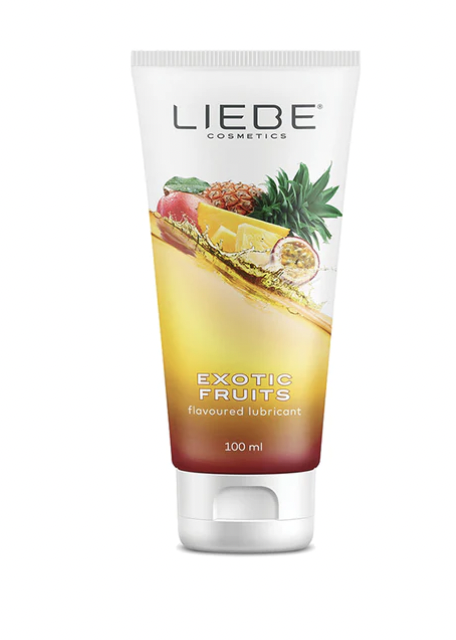 LIEBE®
COSMETICS
EXOTIC
FRUITS
flavoured lubricant
100 ml